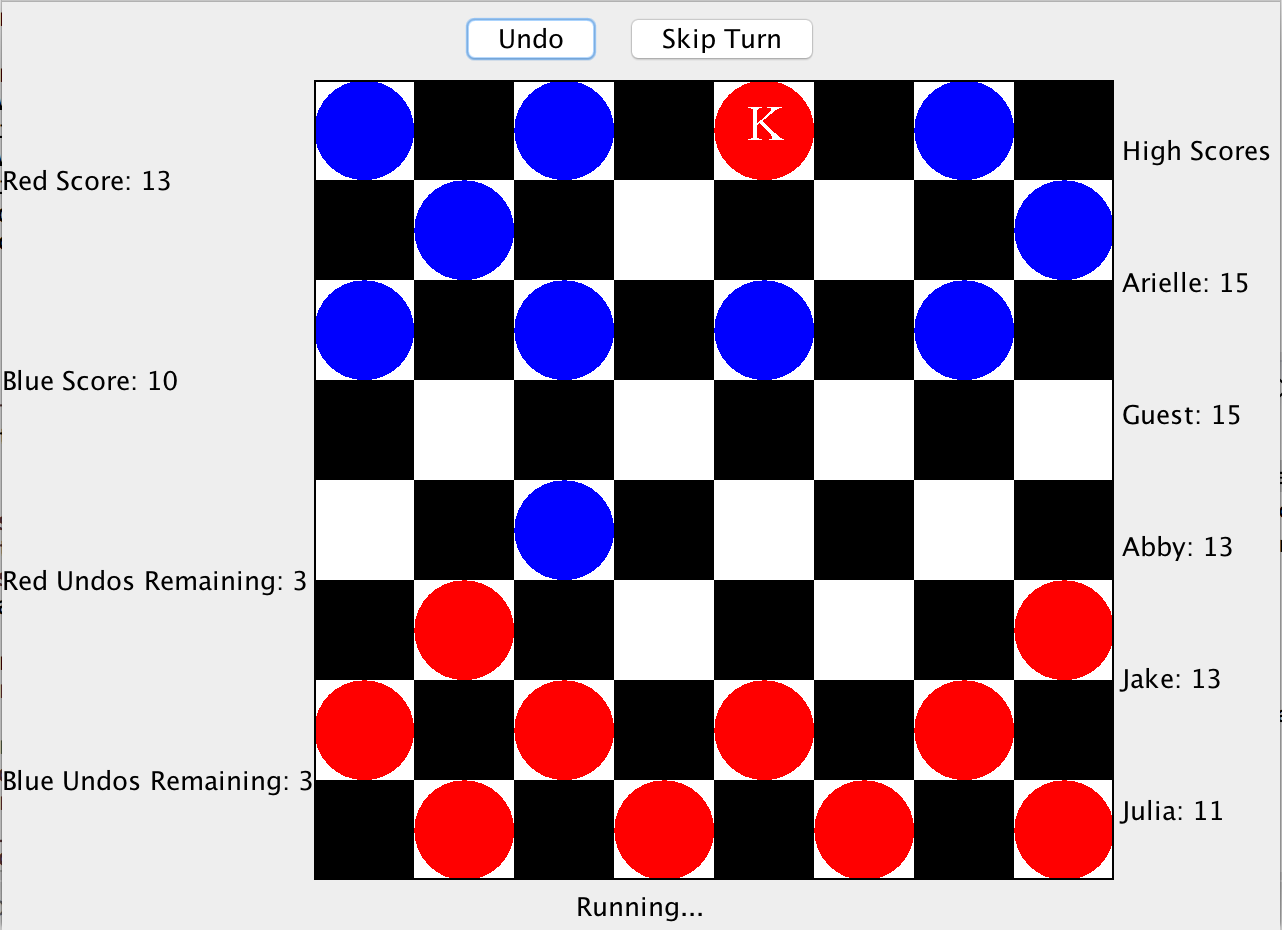 Undo
Skip Turn
Red Score: 13
Blue Score: 10
Red Undos Remaining: 3
Blue Undos Remaining: 3
K
High Scores
Arielle: 15
Guest: 15
Abby: 13
Jake: 13
Julia: 11
Running...